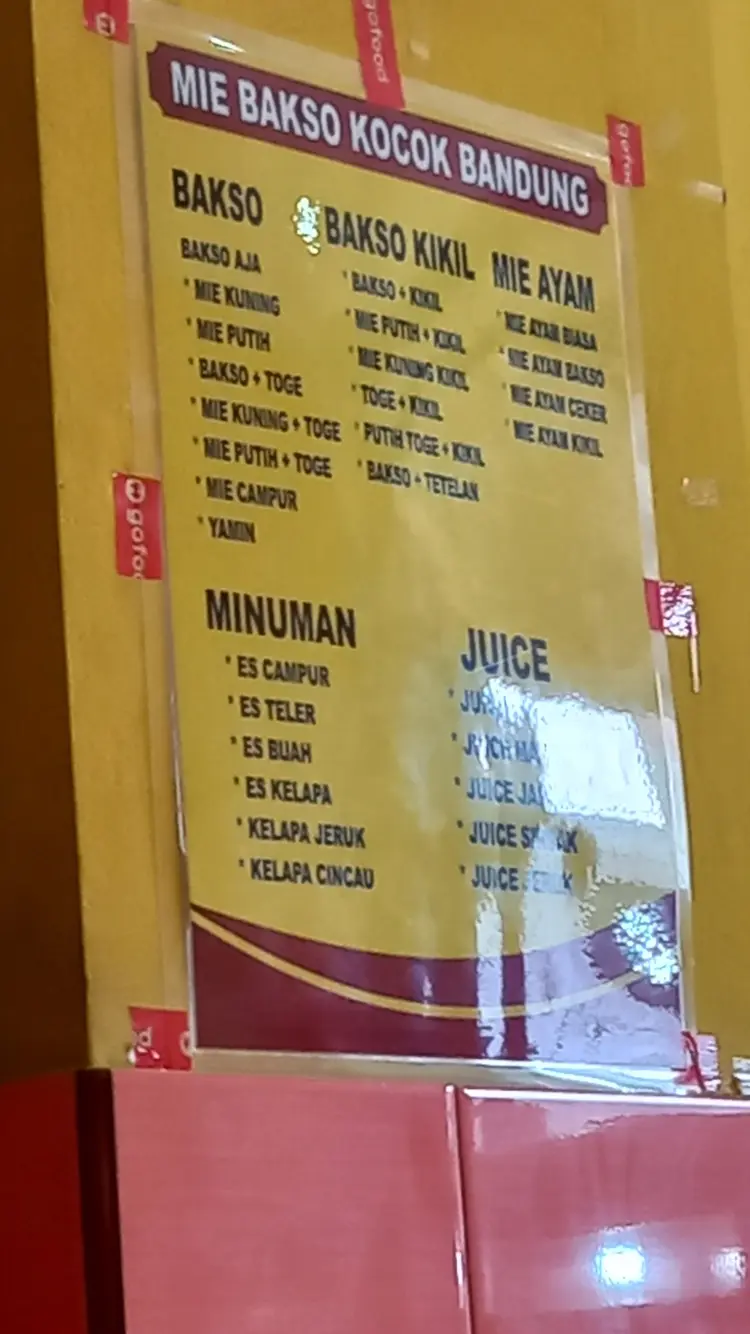 MIE BAKSO KOCOK BANDUNG
BAKSO
BAKSO AJA
* MIE KUNING
* MIE PUTIH
* BAKSO + TOGE
* MIE KUNING + TOGE
* MIE PUTIH + TOGE
* MIE CAMPUR
* YAMIN
BAKSO KIKIL
* BAKSO + KIKIL
* MIE PUTIH + KIKIL
* MIE KUNING KIKIL
* TOGE + KIKIL
* PUTIH TOGE + KIKIL
* BAKSO + TETELAN
MIE AYAM
* MIE AYAM BIASA
* MIE AYAM BAKSO
* MIE AYAM CEKER
* MIE AYAM KIKIL
MINUMAN
* ES CAMPUR
* ES TELER
* ES BUAH
* ES KELAPA
* KELAPA JERUK
* KELAPA CINCAU
JUICE
* JUICE
* JUICE
* JUICE
gofood